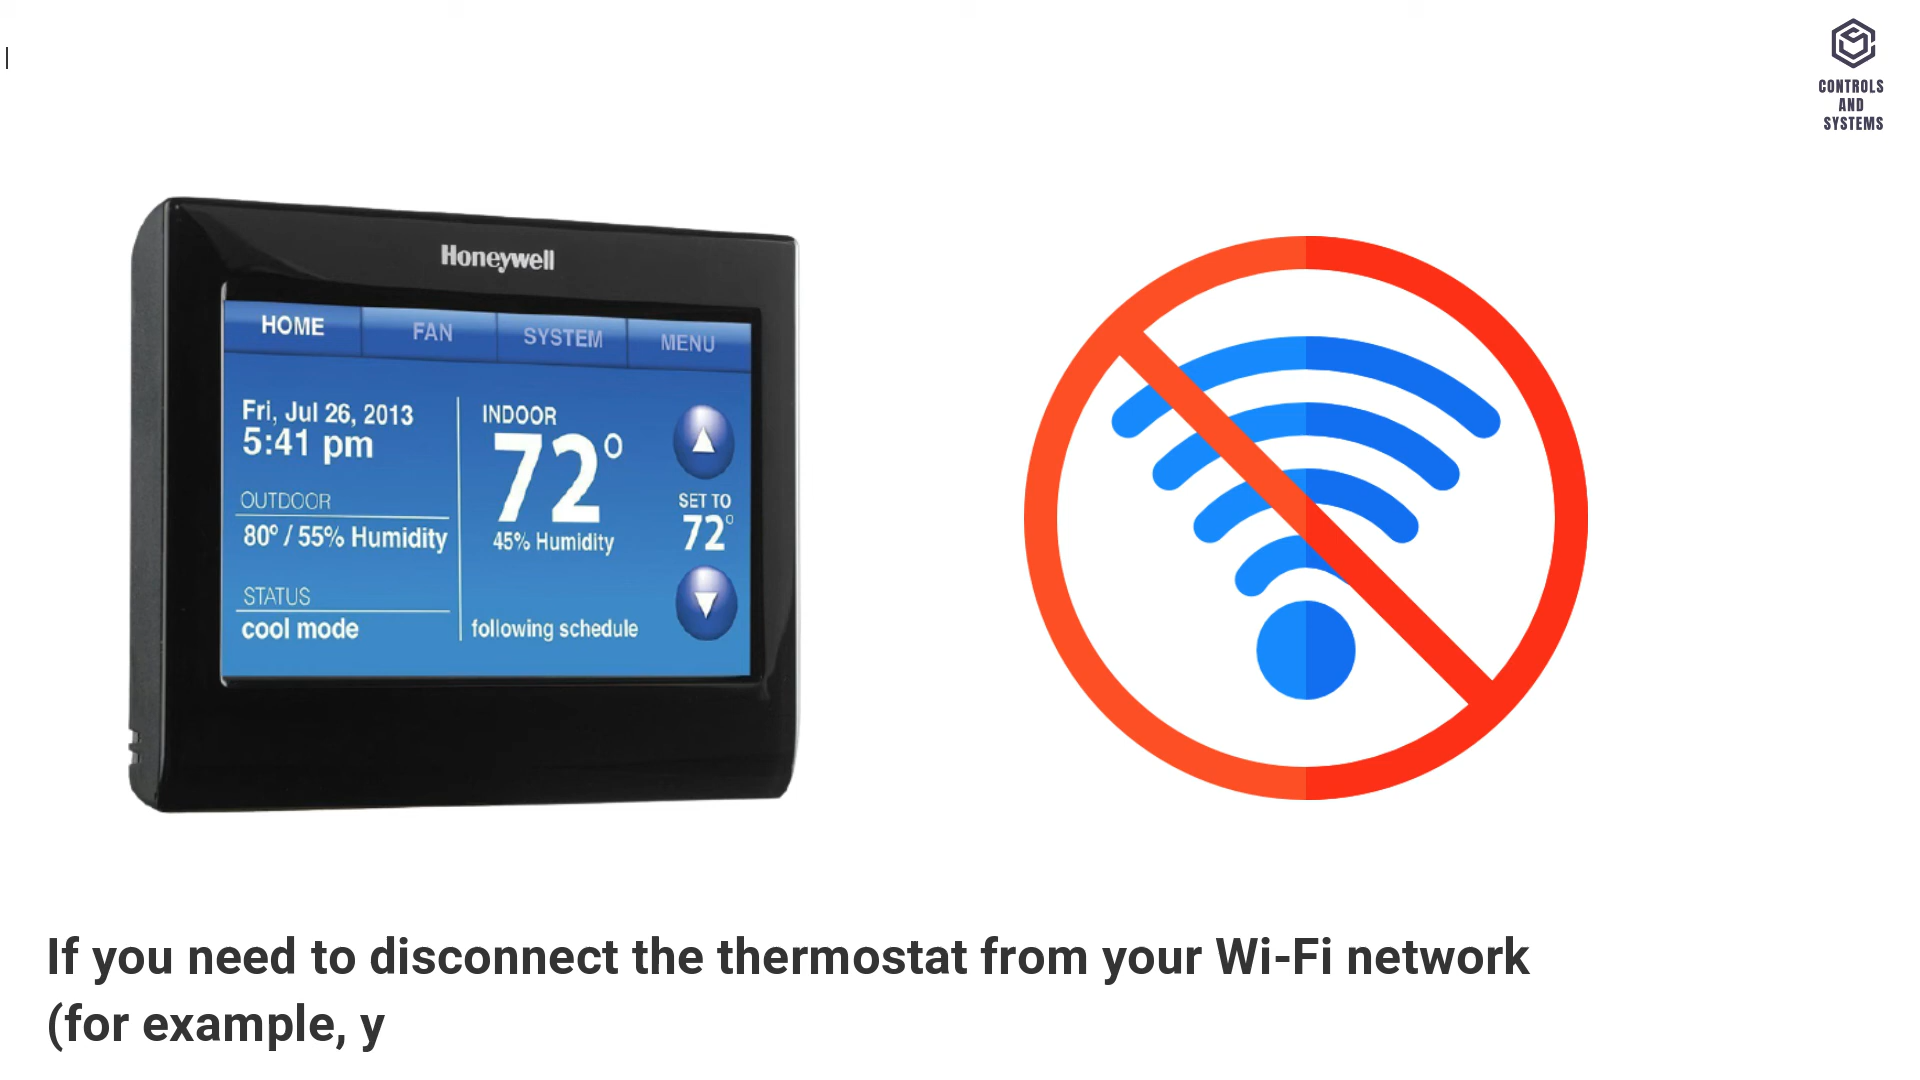 CONTROLS
AND
SYSTEMS
Honeywell
HOME FAN SYSTEM MENU
Fri, Jul 26, 2013
5:41 pm
OUTDOOR
80° / 55% Humidity
STATUS
cool mode
INDOOR
72°
45% Humidity
following schedule
SET TO
72°
If you need to disconnect the thermostat from your Wi-Fi network
(for example, y